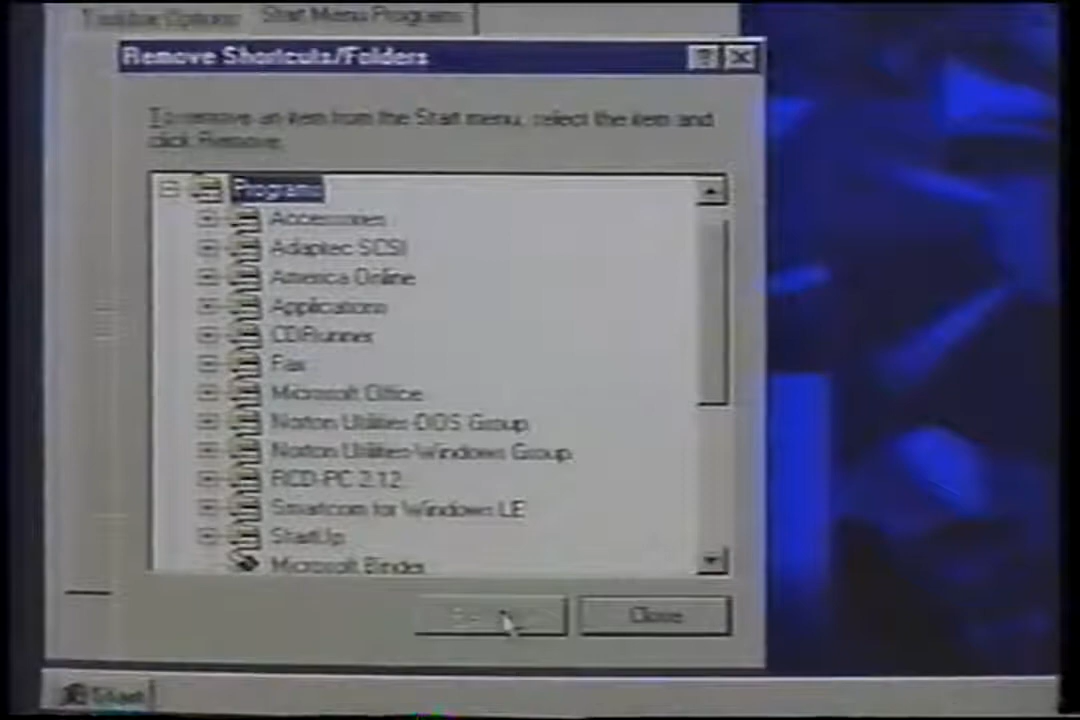 Taskbar Options Start Menu Programs
Remove Shortcuts/Folders
To remove an item from the Start menu, select the item and
click Remove.
Programs
Accessories
Adaptec SCSI
America Online
Applications
CDRunner
Fax
Microsoft Office
Norton Utilities-DOS Group
Norton Utilities-Windows Group
RCD-PC 2.12
Smartcom for Windows LE
StartUp
Microsoft Binder
Close
Start